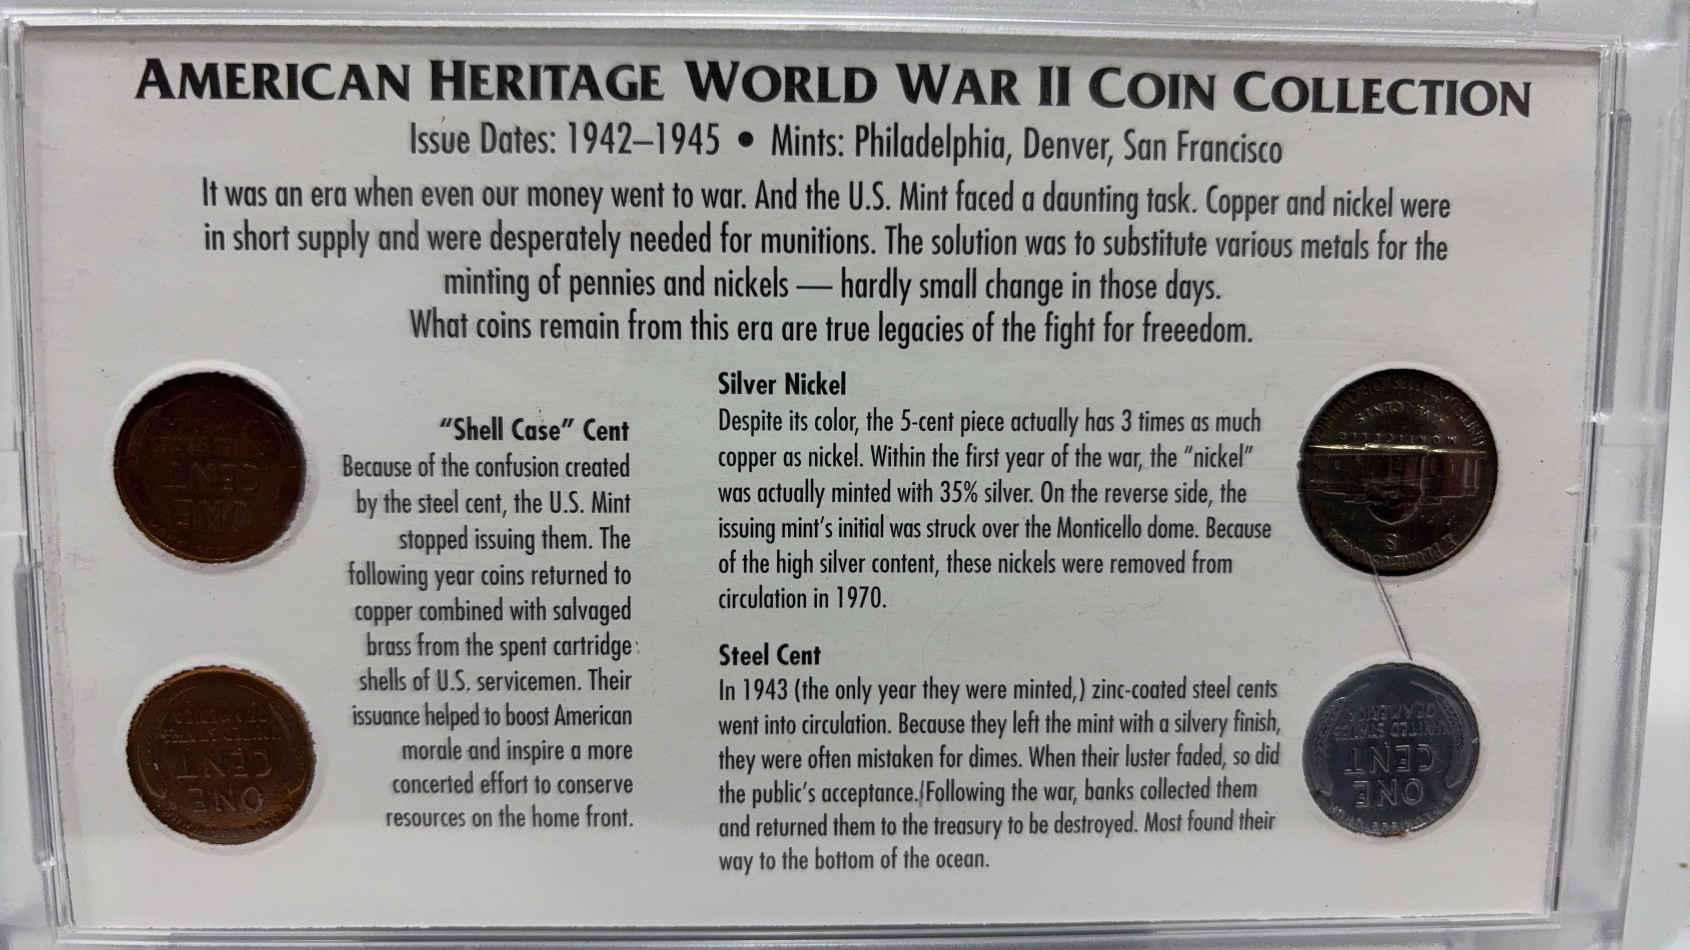 AMERICAN HERITAGE WORLD WAR II COIN COLLECTION
Issue Dates: 1942–1945 • Mints: Philadelphia, Denver, San Francisco
It was an era when even our money went to war. And the U.S. Mint faced a daunting task. Copper and nickel were
in short supply and were desperately needed for munitions. The solution was to substitute various metals for the
minting of pennies and nickels — hardly small change in those days.
What coins remain from this era are true legacies of the fight for freeedom.
“Shell Case” Cent
Because of the confusion created
by the steel cent, the U.S. Mint
stopped issuing them. The
following year coins returned to
copper combined with salvaged
brass from the spent cartridge
shells of U.S. servicemen. Their
issuance helped to boost American
morale and inspire a more
concerted effort to conserve
resources on the home front.
Silver Nickel
Despite its color, the 5-cent piece actually has 3 times as much
copper as nickel. Within the first year of the war, the “nickel”
was actually minted with 35% silver. On the reverse side, the
issuing mint’s initial was struck over the Monticello dome. Because
of the high silver content, these nickels were removed from
circulation in 1970.
Steel Cent
In 1943 (the only year they were minted,) zinc-coated steel cents
went into circulation. Because they left the mint with a silvery finish,
they were often mistaken for dimes. When their luster faded, so did
the public’s acceptance. Following the war, banks collected them
and returned them to the treasury to be destroyed. Most found their
way to the bottom of the ocean.
ONE
CENT
ONE
CENT
MONTICELLO
S
ONE
CENT
UNITED STATES
OF AMERICA